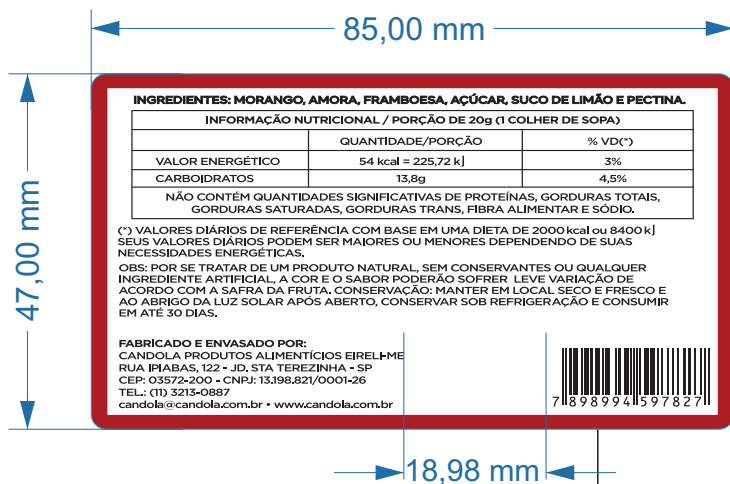 85,00 mm
47,00 mm
INGREDIENTES: MORANGO, AMORA, FRAMBOESA, AÇÚCAR, SUCO DE LIMÃO E PECTINA.
INFORMAÇÃO NUTRICIONAL / PORÇÃO DE 20g (1 COLHER DE SOPA)
QUANTIDADE/PORÇÃO % VD(*)
VALOR ENERGÉTICO 54 kcal = 225,72 kJ 3%
CARBOIDRATOS 13,8g 4,5%
NÃO CONTÉM QUANTIDADES SIGNIFICATIVAS DE PROTEÍNAS, GORDURAS TOTAIS,
GORDURAS SATURADAS, GORDURAS TRANS, FIBRA ALIMENTAR E SÓDIO.
(*) VALORES DIÁRIOS DE REFERÊNCIA COM BASE EM UMA DIETA DE 2000 kcal ou 8400 kJ
SEUS VALORES DIÁRIOS PODEM SER MAIORES OU MENORES DEPENDENDO DE SUAS
NECESSIDADES ENERGÉTICAS.
OBS: POR SE TRATAR DE UM PRODUTO NATURAL, SEM CONSERVANTES OU QUALQUER
INGREDIENTE ARTIFICIAL, A COR E O SABOR PODERÃO SOFRER LEVE VARIAÇÃO DE
ACORDO COM A SAFRA DA FRUTA. CONSERVAÇÃO: MANTER EM LOCAL SECO E FRESCO E
AO ABRIGO DA LUZ SOLAR APÓS ABERTO, CONSERVAR SOB REFRIGERAÇÃO E CONSUMIR
EM ATÉ 30 DIAS.
FABRICADO E ENVASADO POR:
CANDOLA PRODUTOS ALIMENTÍCIOS EIRELI-ME
RUA IPIABAS, 122 - JD. STA TEREZINHA - SP
CEP: 03572-200 - CNPJ: 13.198.821/0001-26
TEL.: (11) 3213-0887
candola@candola.com.br • www.candola.com.br
7 898994 597827
18,98 mm